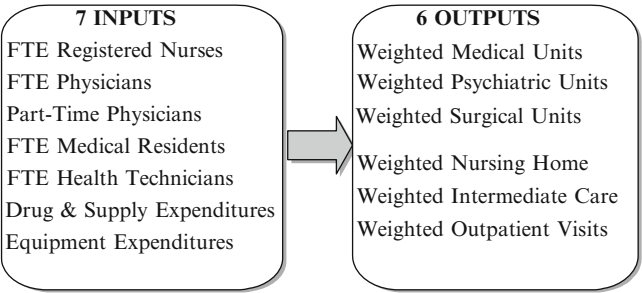 7 INPUTS
FTE Registered Nurses
FTE Physicians
Part-Time Physicians
FTE Medical Residents
FTE Health Technicians
Drug & Supply Expenditures
Equipment Expenditures
6 OUTPUTS
Weighted Medical Units
Weighted Psychiatric Units
Weighted Surgical Units
Weighted Nursing Home
Weighted Intermediate Care
Weighted Outpatient Visits